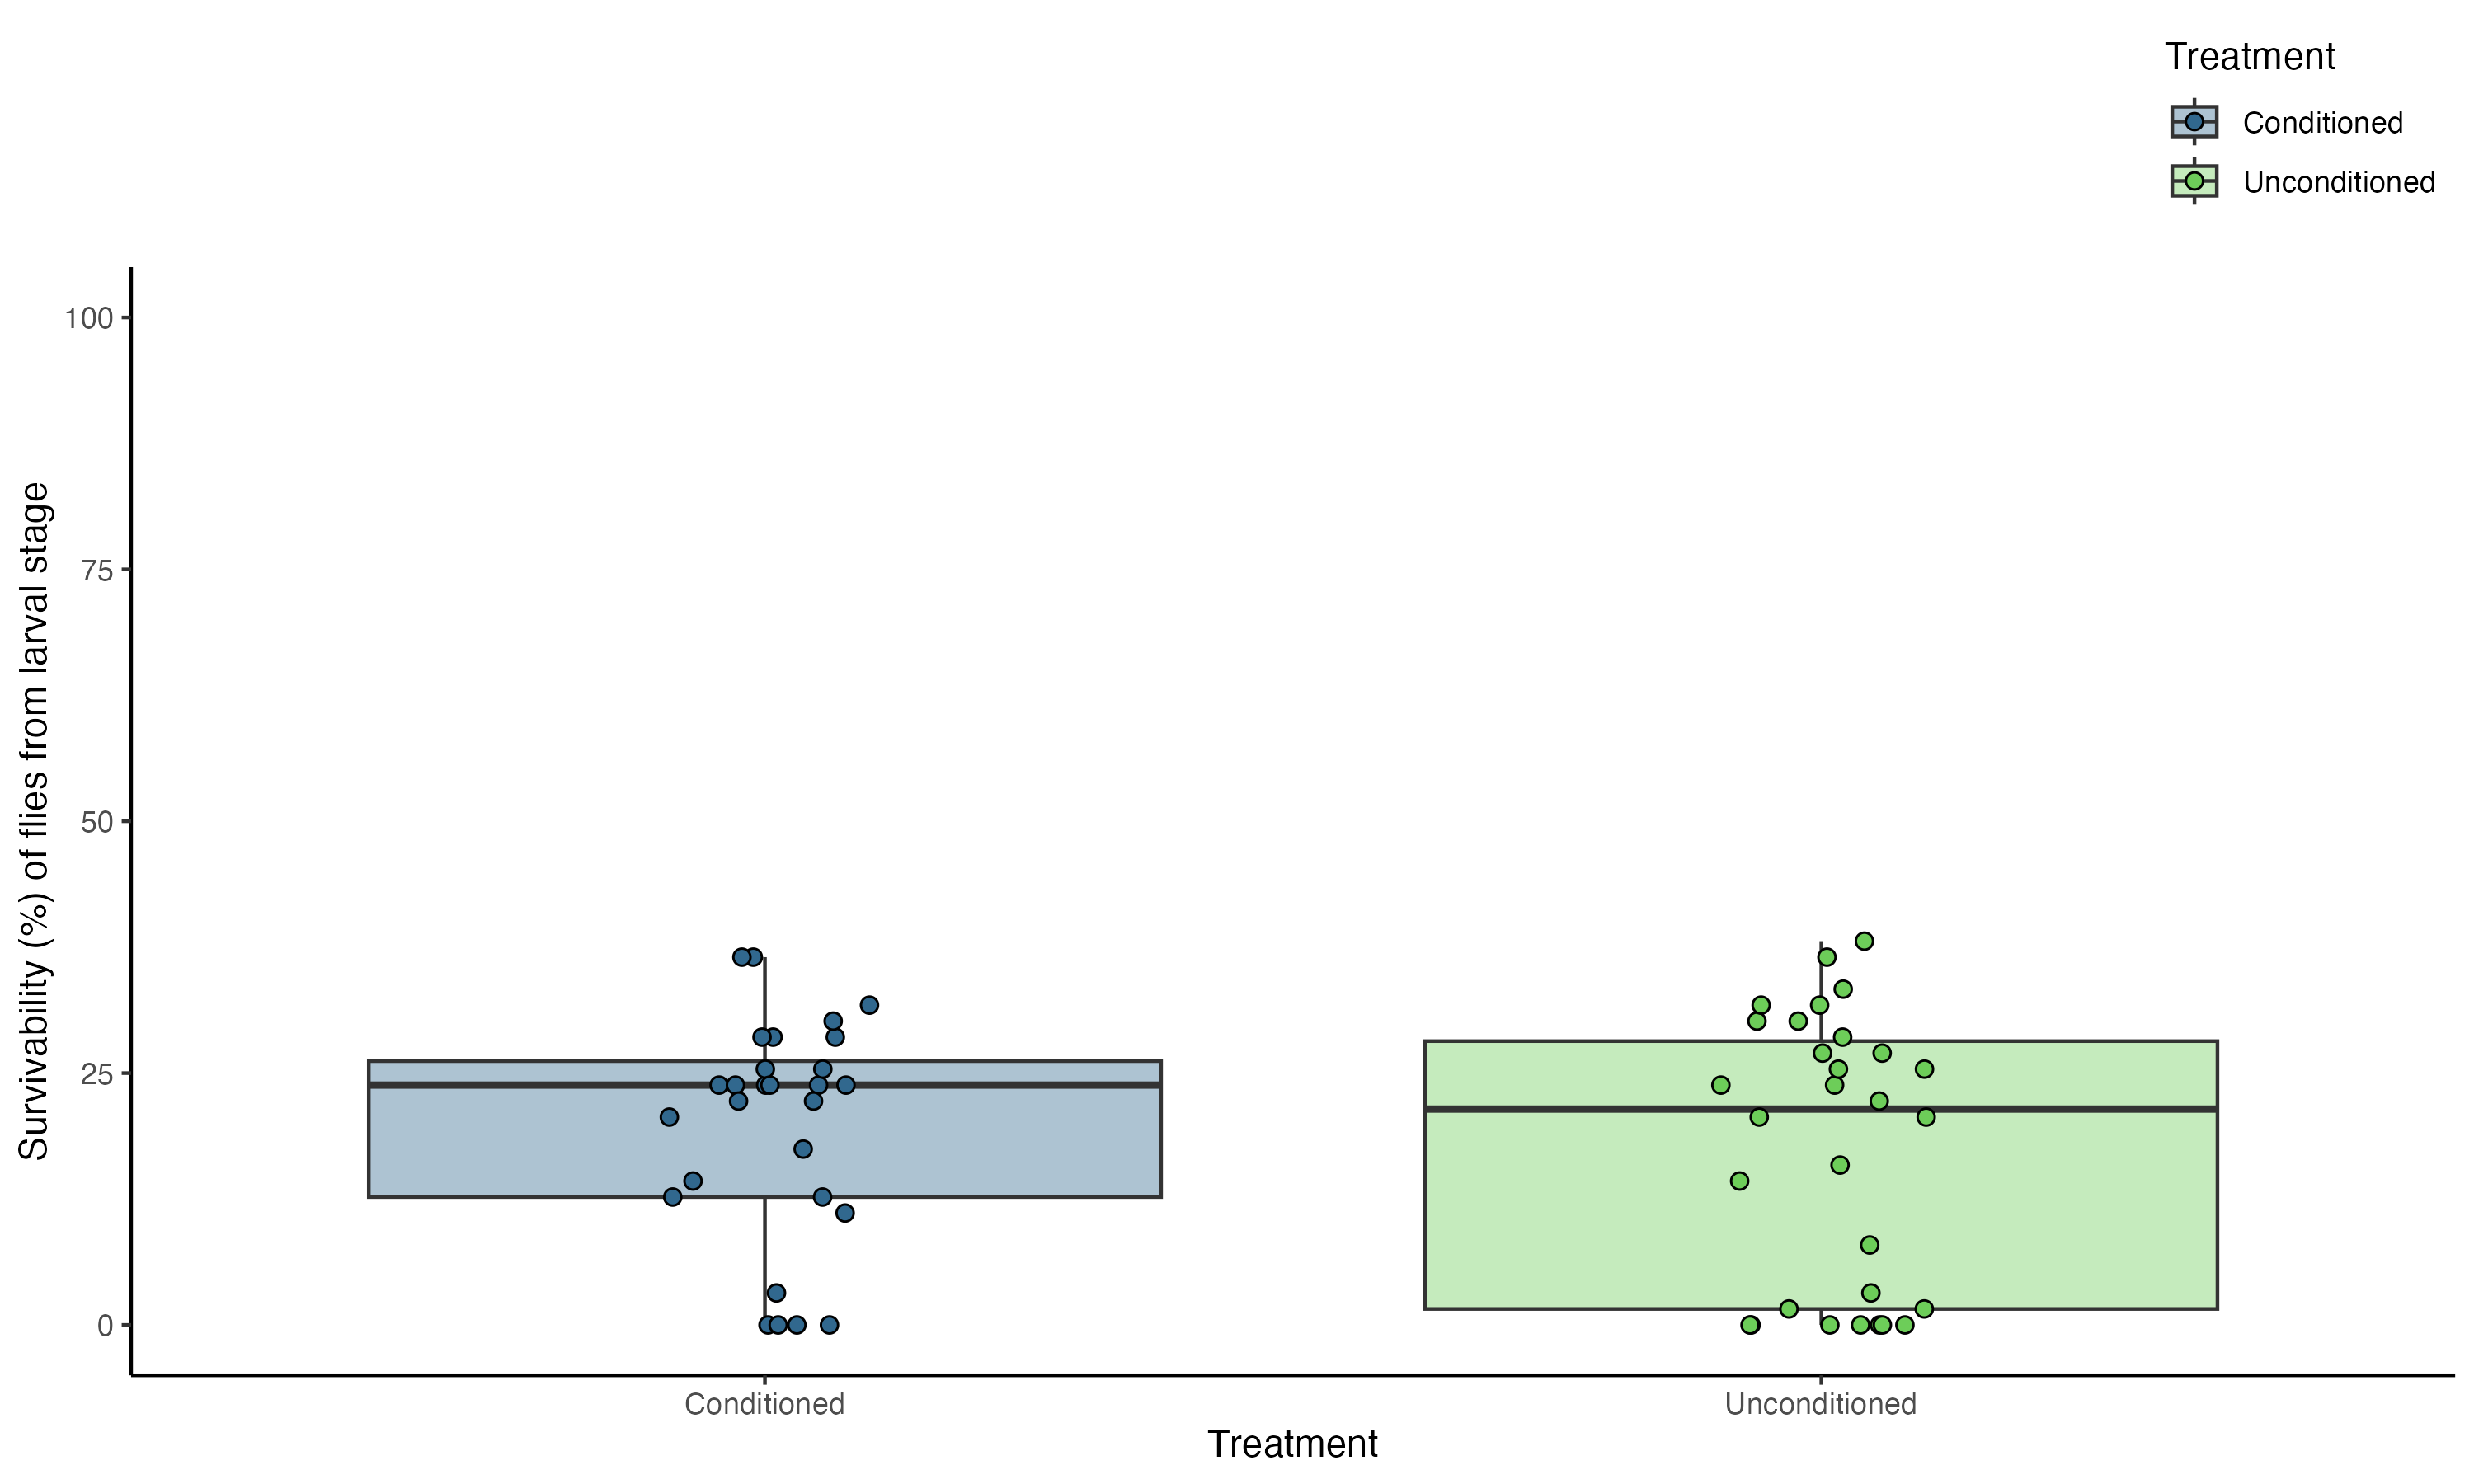 Treatment
Conditioned
Unconditioned
100
75
50
25
0
Survivability (%) of flies from larval stage
Conditioned
Unconditioned
Treatment